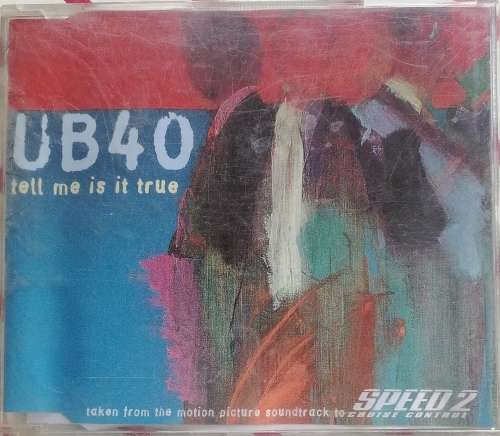 UB40
tell me is it true
taken from the motion picture soundtrack to SPEED 2
CRUISE CONTROL